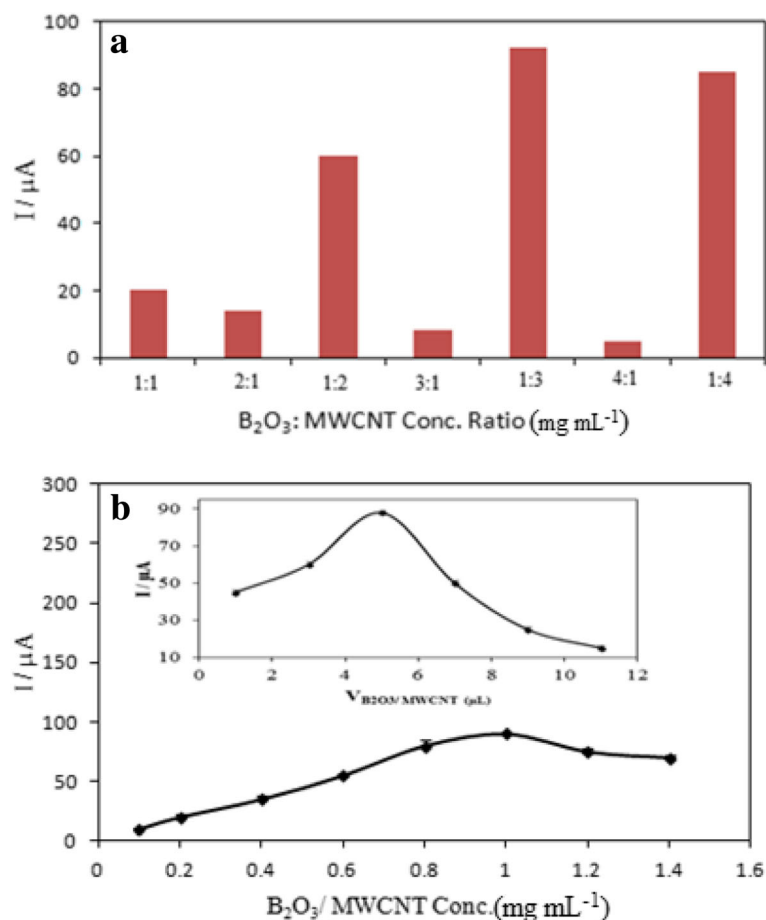 a
100
80
60
40
20
0
I / µA
1:1 2:1 1:2 3:1 1:3 4:1 1:4
B₂O₃: MWCNT Conc. Ratio (mg mL⁻¹)
b
300
250
200
150
100
50
0
I / µA
90
70
50
30
10
I / µA
0 2 4 6 8 10 12
V B2O3/ MWCNT (µL)
0 0.2 0.4 0.6 0.8 1 1.2 1.4 1.6
B₂O₃/ MWCNT Conc.(mg mL⁻¹)